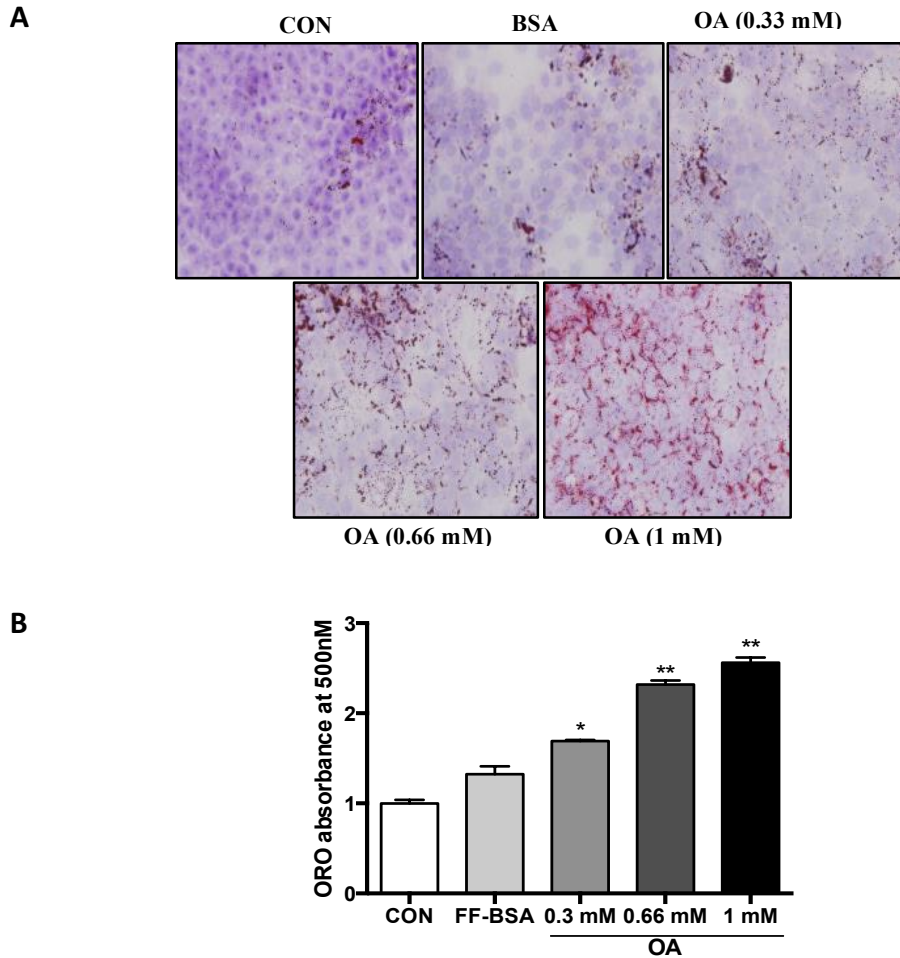 A
CON BSA OA (0.33 mM)
OA (0.66 mM) OA (1 mM)
B
ORO absorbance at 500nM
3
2
1
0
* ** **
CON FF-BSA 0.3 mM 0.66 mM 1 mM
OA